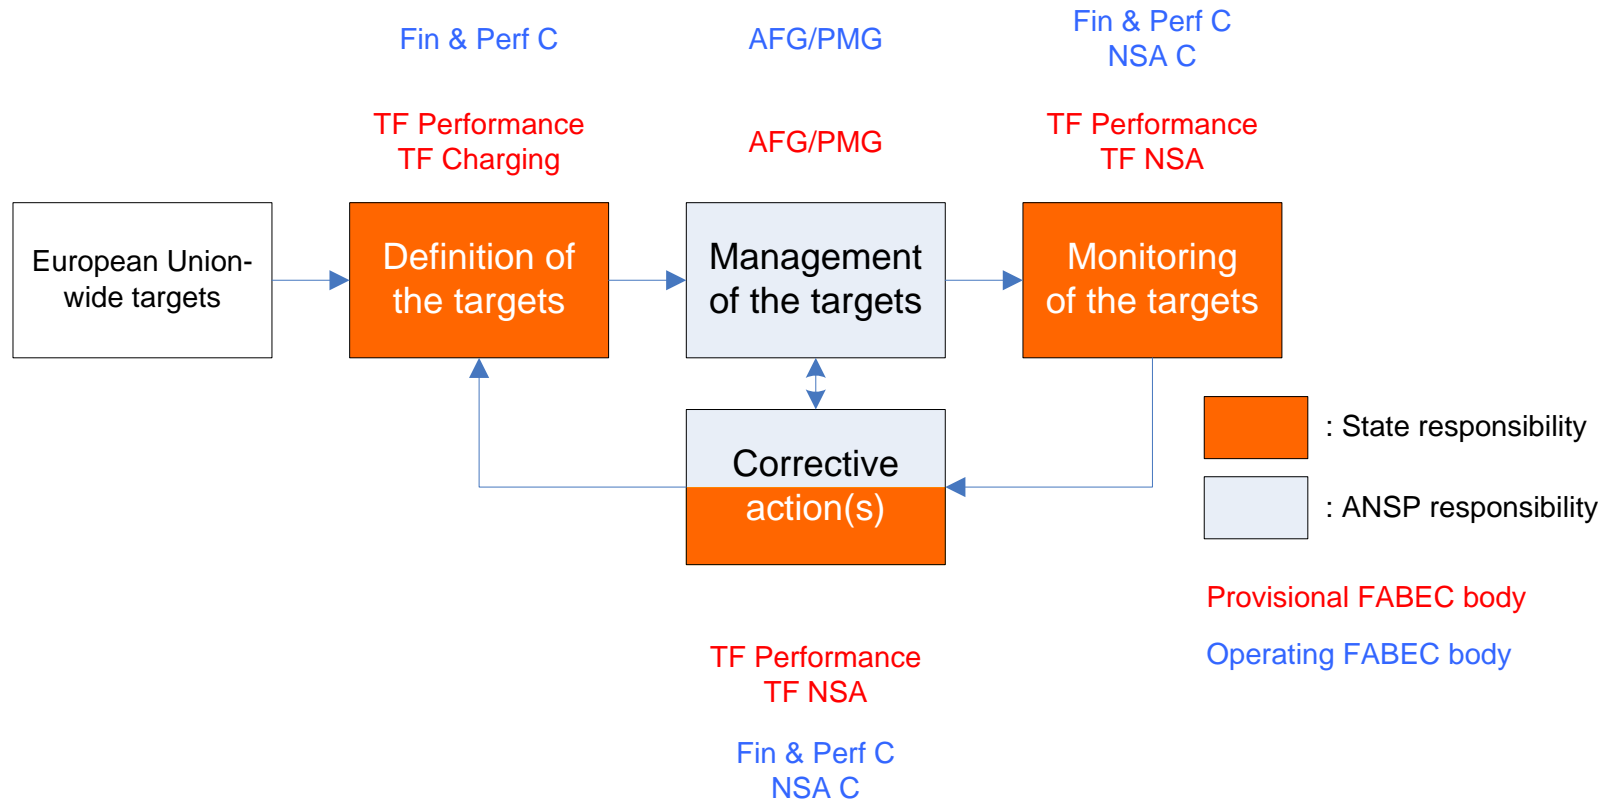 Fin & Perf C
AFG/PMG
Fin & Perf C
NSA C
TF Performance
TF Charging
AFG/PMG
TF Performance
TF NSA
European Union-
wide targets
Definition of
the targets
Management
of the targets
Monitoring
of the targets
Corrective
action(s)
: State responsibility
: ANSP responsibility
Provisional FABEC body
Operating FABEC body
TF Performance
TF NSA
Fin & Perf C
NSA C